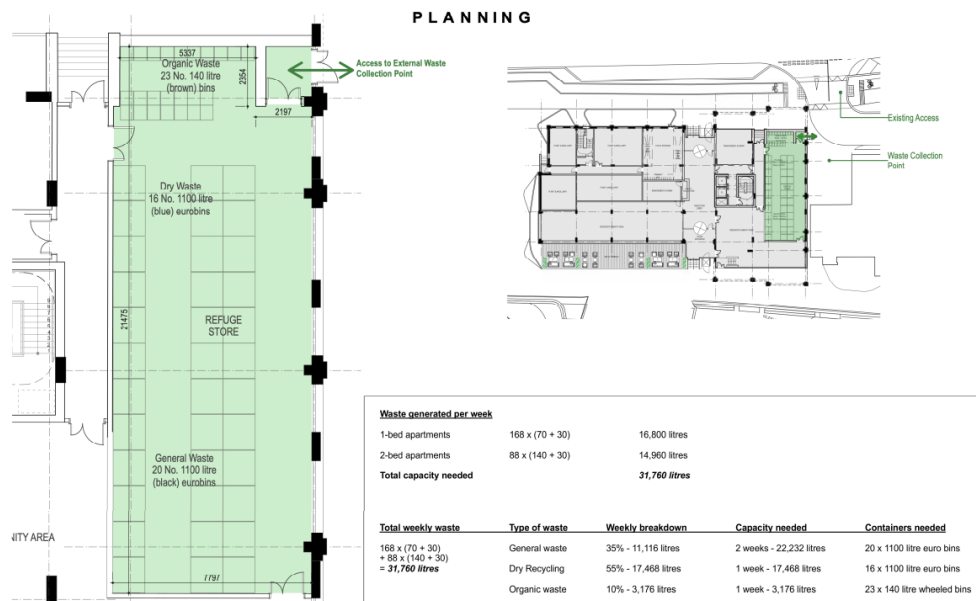 PLANNING
5337
Organic Waste
23 No. 140 litre
(brown) bins
2354
Access to External Waste
Collection Point
2197
Dry Waste
16 No. 1100 litre
(blue) eurobins
21475
REFUGE
STORE
General Waste
20 No. 1100 litre
(black) eurobins
NITY AREA
7797
Existing Access
Waste Collection
Point
Waste generated per week
1-bed apartments 168 x (70 + 30) 16,800 litres
2-bed apartments 88 x (140 + 30) 14,960 litres
Total capacity needed 31,760 litres
Total weekly waste Type of waste Weekly breakdown Capacity needed Containers needed
168 x (70 + 30) General waste 35% - 11,116 litres 2 weeks - 22,232 litres 20 x 1100 litre euro bins
+ 88 x (140 + 30)
= 31,760 litres Dry Recycling 55% - 17,468 litres 1 week - 17,468 litres 16 x 1100 litre euro bins
Organic waste 10% - 3,176 litres 1 week - 3,176 litres 23 x 140 litre wheeled bins